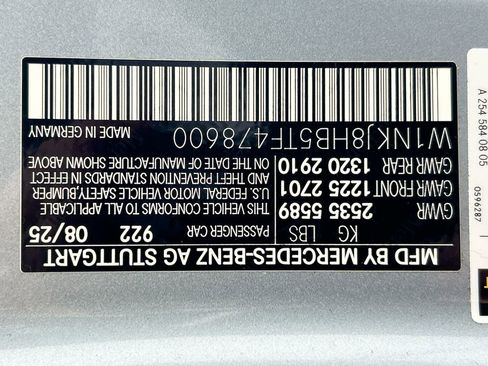 MFD BY MERCEDES-BENZ AG STUTTGART
KG LBS PASSENGER CAR
GWR 2535 5589 922 08/25
GAWR FRONT 1225 2701
GAWR REAR 1320 2910
THIS VEHICLE CONFORMS TO ALL APPLICABLE
U.S. FEDERAL MOTOR VEHICLE SAFETY, BUMPER,
AND THEFT PREVENTION STANDARDS IN EFFECT
ON THE DATE OF MANUFACTURE SHOWN ABOVE
W1NKJ8HB5TF478600 MADE IN GERMANY
A 254 584 08 05
0596287